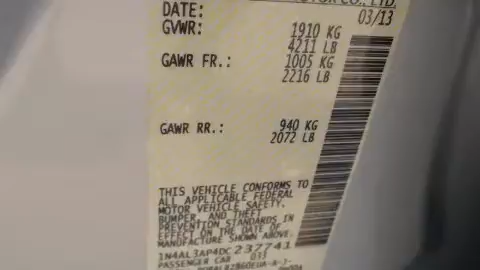 CO., LTD.
DATE: 03/13
GVWR: 1910 KG
4211 LB
GAWR FR.: 1005 KG
2216 LB
GAWR RR.: 940 KG
2072 LB
THIS VEHICLE CONFORMS TO
ALL APPLICABLE FEDERAL
MOTOR VEHICLE SAFETY,
BUMPER, AND THEFT
PREVENTION STANDARDS IN
EFFECT ON THE DATE OF
MANUFACTURE SHOWN ABOVE.
1N4AL3AP4DC237741
PASSENGER CAR